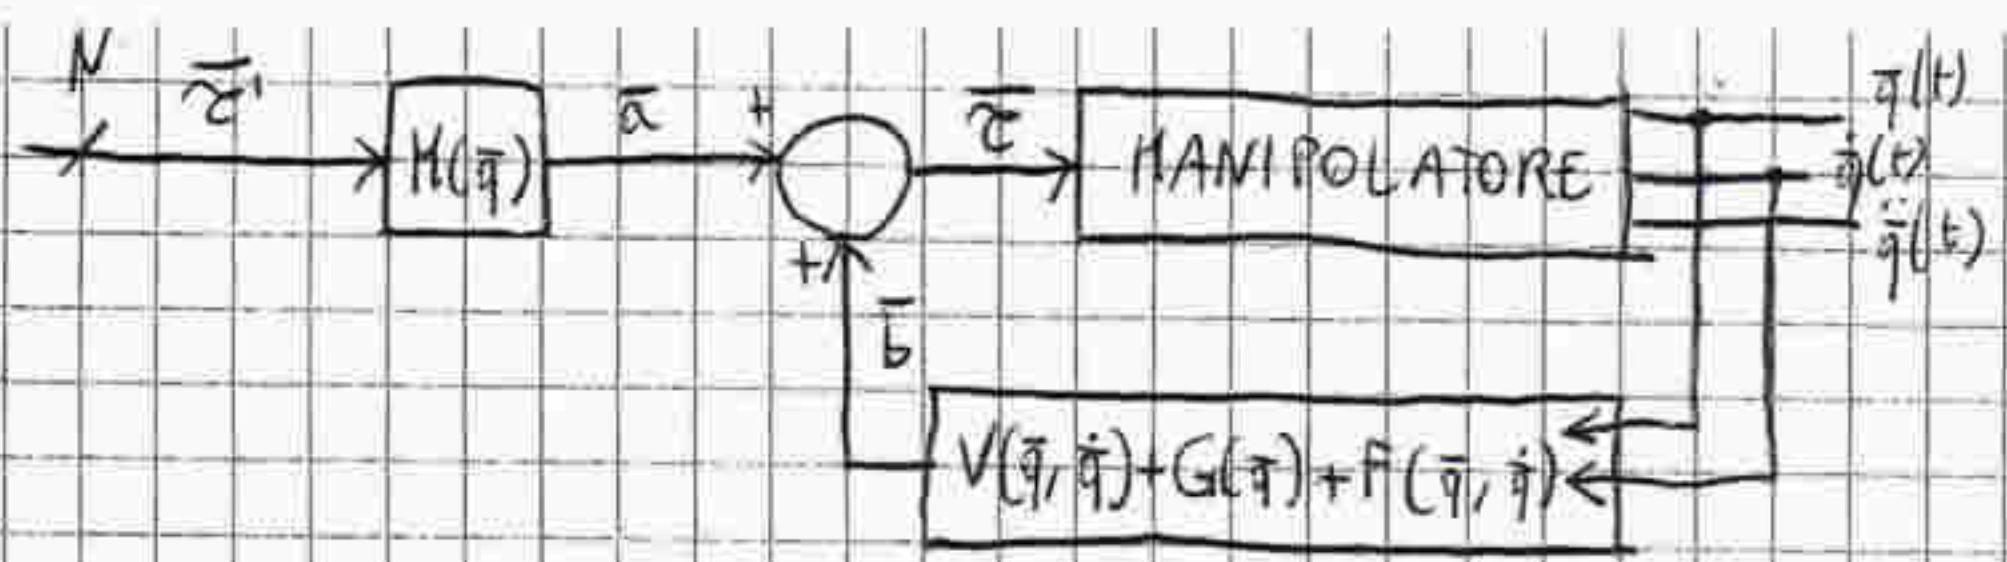 N
τ̄' M(q̄) ā + τ̄ MANIPOLATORE q̄(t)
q̄̇(t)
q̄̈(t)
+
b̄
V(q̄, q̄̇)+G(q̄)+F(q̄, q̄̇)